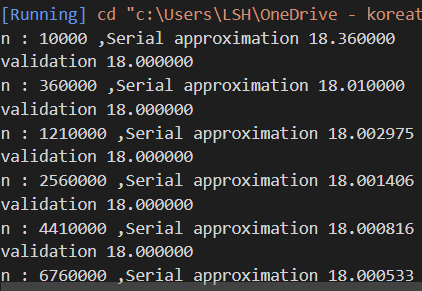 [Running] cd "c:\Users\LSH\OneDrive - koreat
n : 10000 ,Serial approximation 18.360000
validation 18.000000
n : 360000 ,Serial approximation 18.010000
validation 18.000000
n : 1210000 ,Serial approximation 18.002975
validation 18.000000
n : 2560000 ,Serial approximation 18.001406
validation 18.000000
n : 4410000 ,Serial approximation 18.000816
validation 18.000000
n : 6760000 ,Serial approximation 18.000533